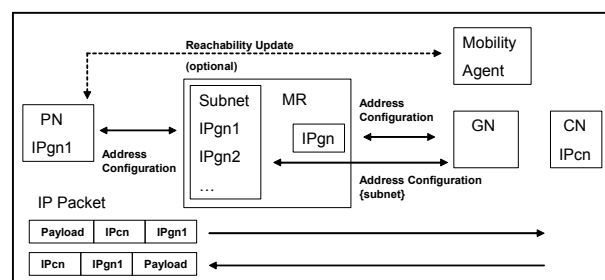 Reachability Update
(optional)
Mobility
Agent
PN
IPgn1
Subnet
IPgn1
IPgn2
…
MR
IPgn
Address
Configuration
Address
Configuration
GN
CN
IPcn
Address Configuration
{subnet}
IP Packet
Payload IPcn IPgn1
IPcn IPgn1 Payload